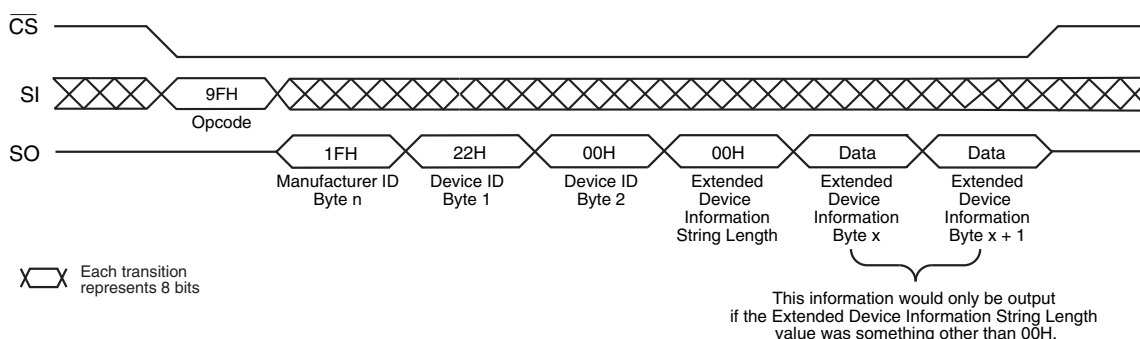 CS
SI
9FH
Opcode
SO
1FH
22H
00H
00H
Data
Data
Manufacturer ID
Byte n
Device ID
Byte 1
Device ID
Byte 2
Extended
Device
Information
String Length
Extended
Device
Information
Byte x
Extended
Device
Information
Byte x + 1
Each transition
represents 8 bits
This information would only be output
if the Extended Device Information String Length
value was something other than 00H.